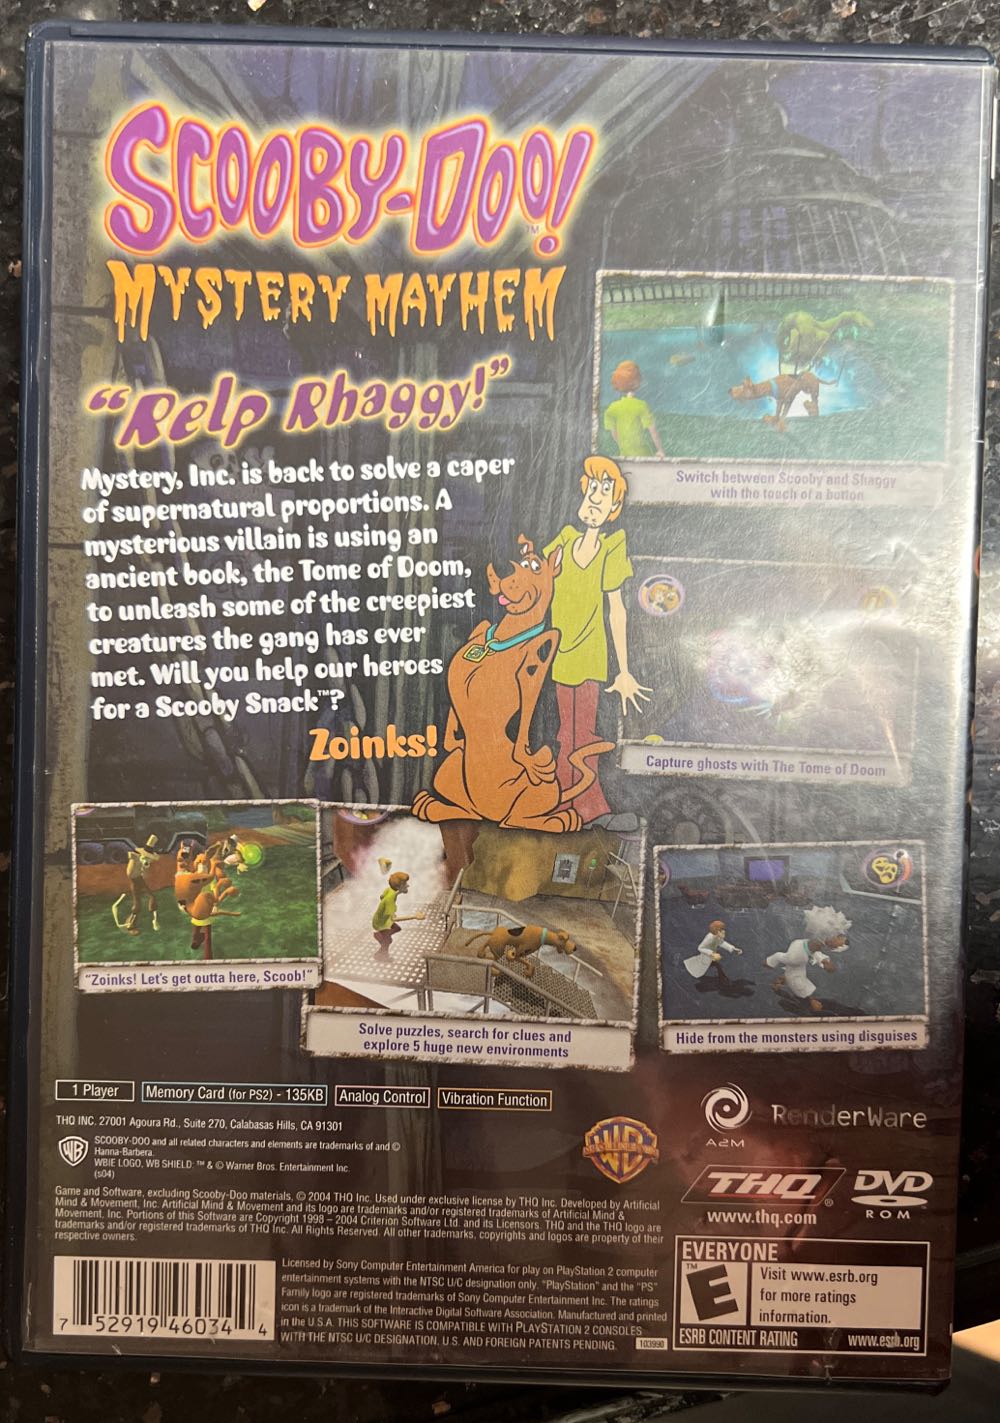 SCOOBY-DOO!™
MYSTERY MAYHEM
"Relp Rhaggy!"
Mystery, Inc. is back to solve a caper
of supernatural proportions. A
mysterious villain is using an
ancient book, the Tome of Doom,
to unleash some of the creepiest
creatures the gang has ever
met. Will you help our heroes
for a Scooby Snack™?
Zoinks!
Switch between Scooby and Shaggy
with the touch of a button
Capture ghosts with The Tome of Doom
"Zoinks! Let's get outta here, Scoob!"
Solve puzzles, search for clues and
explore 5 huge new environments
Hide from the monsters using disguises
1 Player
Memory Card (for PS2) - 135KB
Analog Control
Vibration Function
THQ INC. 27001 Agoura Rd., Suite 270, Calabasas Hills, CA 91301
WB
SCOOBY-DOO and all related characters and elements are trademarks of and ©
Hanna-Barbera.
WBIE LOGO, WB SHIELD: ™ & © Warner Bros. Entertainment Inc.
(s04)
Game and Software, excluding Scooby-Doo materials, © 2004 THQ Inc. Used under exclusive license by THQ Inc. Developed by Artificial
Mind & Movement, Inc. Artificial Mind & Movement and its logo are trademarks and/or registered trademarks of Artificial Mind &
Movement, Inc. Portions of this Software are Copyright 1998 – 2004 Criterion Software Ltd. and its Licensors. THQ and the THQ logo are
trademarks and/or registered trademarks of THQ Inc. All Rights Reserved. All other trademarks, copyrights and logos are property of their
respective owners.
WB
A2M
RenderWare
THQ®
www.thq.com
DVD
ROM
7 52919 46034 4
Licensed by Sony Computer Entertainment America for play on PlayStation 2 computer
entertainment systems with the NTSC U/C designation only. "PlayStation" and the "PS"
Family logo are registered trademarks of Sony Computer Entertainment Inc. The ratings
icon is a trademark of the Interactive Digital Software Association. Manufactured and printed
in the U.S.A. THIS SOFTWARE IS COMPATIBLE WITH PLAYSTATION 2 CONSOLES
WITH THE NTSC U/C DESIGNATION. U.S. AND FOREIGN PATENTS PENDING.
103990
EVERYONE
E™
Visit www.esrb.org
for more ratings
information.
ESRB CONTENT RATING
www.esrb.org